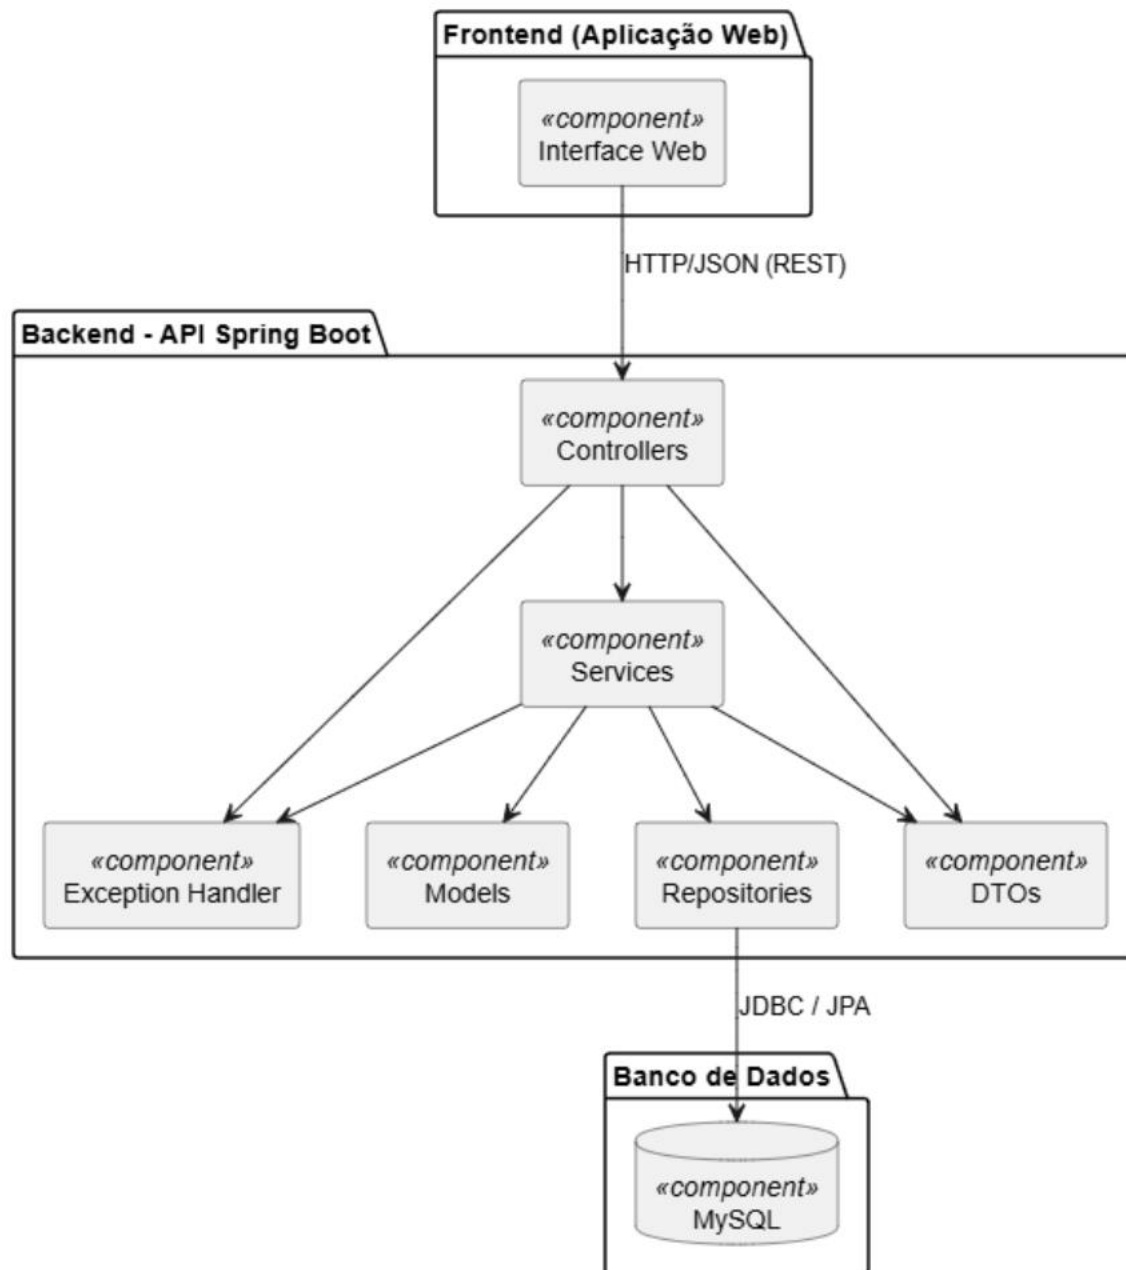 Frontend (Aplicação Web)
«component»
Interface Web
HTTP/JSON (REST)
Backend - API Spring Boot
«component»
Controllers
«component»
Services
«component»
Exception Handler
«component»
Models
«component»
Repositories
«component»
DTOs
JDBC / JPA
Banco de Dados
«component»
MySQL